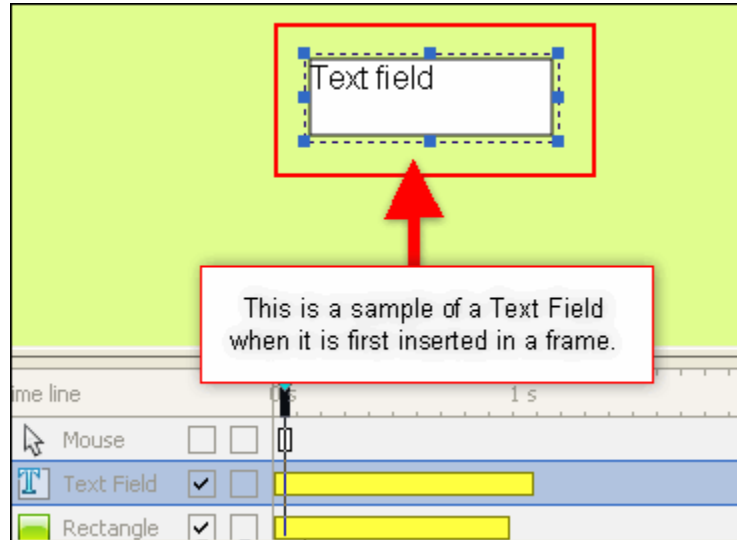 Text field
This is a sample of a Text Field
when it is first inserted in a frame.
ime line 0 s 1 s
Mouse
Text Field
Rectangle